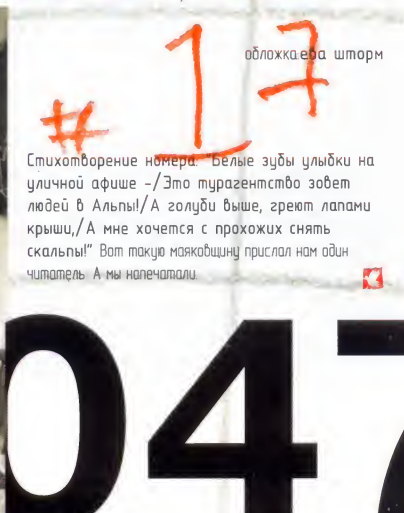 #17
обложка ева шторм
Стихотворение номера: "Белые зубы улыбки на
уличной афише -/Это турагентство зовет
людей в Альпы!/А голуби выше, греют лапами
крыши,/А мне хочется с прохожих снять
скальпы!" Вот такую маяковщину прислал нам один
читатель. А мы напечатали.
047